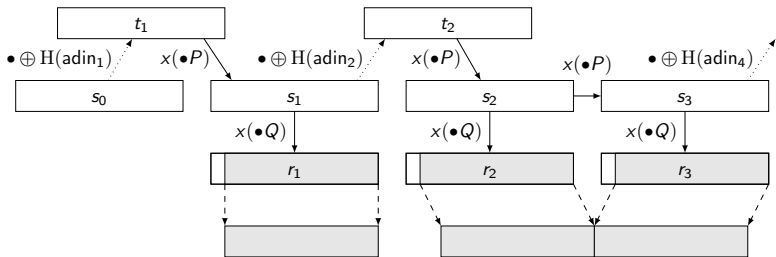 t₁ t₂
• ⊕ H(adin₁) x(•P) • ⊕ H(adin₂) x(•P) x(•P) • ⊕ H(adin₄)
s₀ s₁ s₂ s₃
x(•Q) x(•Q) x(•Q)
r₁ r₂ r₃